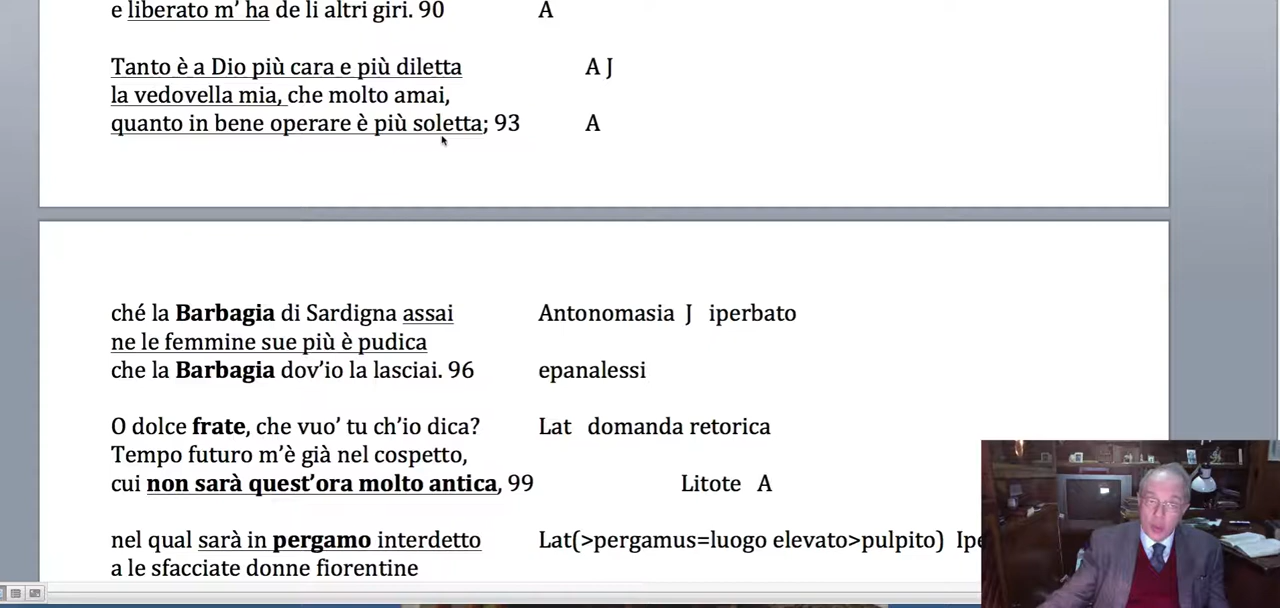 e liberato m' ha de li altri giri. 90 A
Tanto è a Dio più cara e più diletta A J
la vedovella mia, che molto amai,
quanto in bene operare è più soletta; 93 A
ché la Barbagia di Sardigna assai Antonomasia J iperbato
ne le femmine sue più è pudica
che la Barbagia dov'io la lasciai. 96 epanalessi
O dolce frate, che vuo' tu ch'io dica? Lat domanda retorica
Tempo futuro m'è già nel cospetto,
cui non sarà quest'ora molto antica, 99 Litote A
nel qual sarà in pergamo interdetto Lat(>pergamus=luogo elevato>pulpito) Ipe
a le sfacciate donne fiorentine